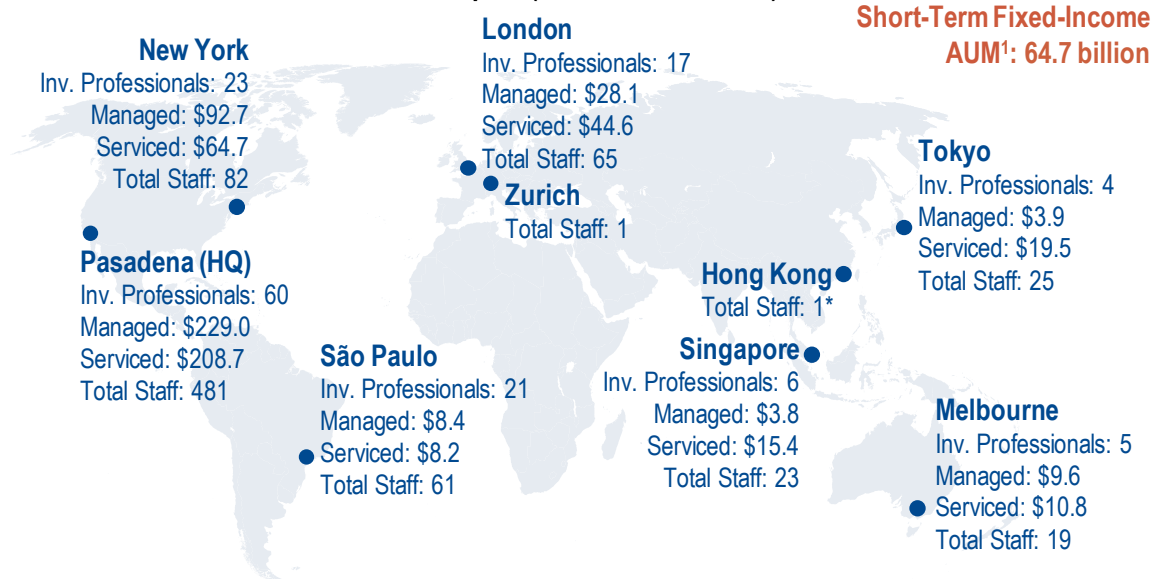 Short-Term Fixed-Income
AUM¹: 64.7 billion
New York
Inv. Professionals: 23
Managed: $92.7
Serviced: $64.7
Total Staff: 82
London
Inv. Professionals: 17
Managed: $28.1
Serviced: $44.6
Total Staff: 65
Zurich
Total Staff: 1
Tokyo
Inv. Professionals: 4
Managed: $3.9
Serviced: $19.5
Total Staff: 25
Pasadena (HQ)
Inv. Professionals: 60
Managed: $229.0
Serviced: $208.7
Total Staff: 481
Hong Kong
Total Staff: 1*
São Paulo
Inv. Professionals: 21
Managed: $8.4
Serviced: $8.2
Total Staff: 61
Singapore
Inv. Professionals: 6
Managed: $3.8
Serviced: $15.4
Total Staff: 23
Melbourne
Inv. Professionals: 5
Managed: $9.6
Serviced: $10.8
Total Staff: 19